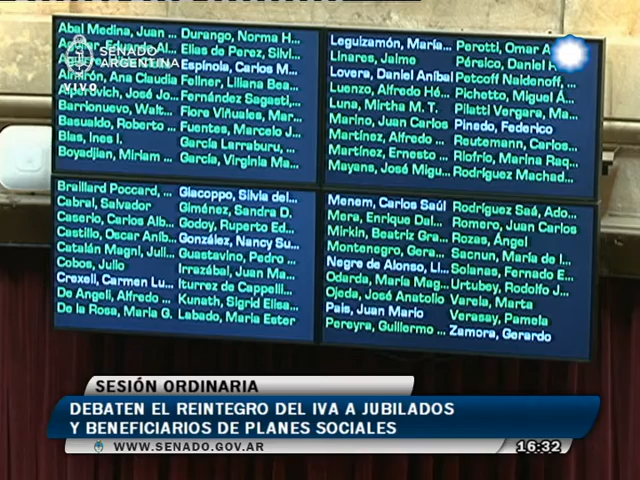 Abal Medina, Juan ...
Durango, Norma H...
Elias de Perez, Silvi...
Espínola, Carlos M...
Almirón, Ana Claudia
Fellner, Liliana Bea...
Alperovich, José Jo...
Fernández Sagasti,...
Barrionuevo, Walt...
Fiore Viñuales, Mar...
Basualdo, Roberto ...
Fuentes, Marcelo J...
Blas, Ines I.
García Larraburu, ...
Boyadjian, Miriam ...
García, Virginia Ma...
Leguizamón, María...
Perotti, Omar A...
Linares, Jaime
Pérsico, Daniel R...
Lovera, Daniel Aníbal
Petcoff Naidenoff, ...
Luenzo, Alfredo Hé...
Pichetto, Miguel Á...
Luna, Mirtha M. T.
Pilatti Vergara, Ma...
Marino, Juan Carlos
Pinedo, Federico
Martínez, Alfredo ...
Reutemann, Carlos...
Martínez, Ernesto ...
Riofrio, Marina Raq...
Mayans, José Migu...
Rodríguez Machad...
Braillard Poccard, ...
Giacoppo, Silvia del...
Cabral, Salvador
Giménez, Sandra D.
Caserio, Carlos Alb...
Godoy, Ruperto Ed...
Castillo, Oscar Aníb...
González, Nancy Su...
Catalán Magni, Juli...
Guastavino, Pedro ...
Cobos, Julio
Irrazábal, Juan Ma...
Crexell, Carmen Lu...
Iturrez de Cappelli...
De Angeli, Alfredo ...
Kunath, Sigrid Elisa...
De la Rosa, María G.
Labado, María Ester
Menem, Carlos Saúl
Rodríguez Saá, Ado...
Mera, Enrique Dal...
Romero, Juan Carlos
Mirkin, Beatriz Gra...
Rozas, Ángel
Montenegro, Gera...
Sacnun, María de l...
Negre de Alonso, Li...
Solanas, Fernando E...
Odarda, María Mag...
Urtubey, Rodolfo J...
Ojeda, José Anatolio
Varela, Marta
Pais, Juan Mario
Verasay, Pamela
Pereyra, Guillermo ...
Zamora, Gerardo
SENADO
ARGENTINA
VIVO
SESIÓN ORDINARIA
DEBATEN EL REINTEGRO DEL IVA A JUBILADOS
Y BENEFICIARIOS DE PLANES SOCIALES
WWW.SENADO.GOV.AR
16:32